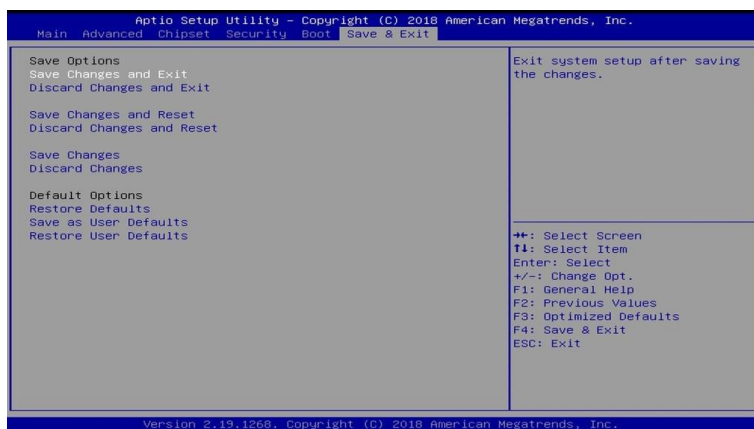 Aptio Setup Utility – Copyright (C) 2018 American Megatrends, Inc.
Main Advanced Chipset Security Boot Save & Exit
Save Options
Save Changes and Exit
Discard Changes and Exit
Save Changes and Reset
Discard Changes and Reset
Save Changes
Discard Changes
Default Options
Restore Defaults
Save as User Defaults
Restore User Defaults
Exit system setup after saving
the changes.
→←: Select Screen
↑↓: Select Item
Enter: Select
+/-: Change Opt.
F1: General Help
F2: Previous Values
F3: Optimized Defaults
F4: Save & Exit
ESC: Exit
Version 2.19.1268. Copyright (C) 2018 American Megatrends, Inc.